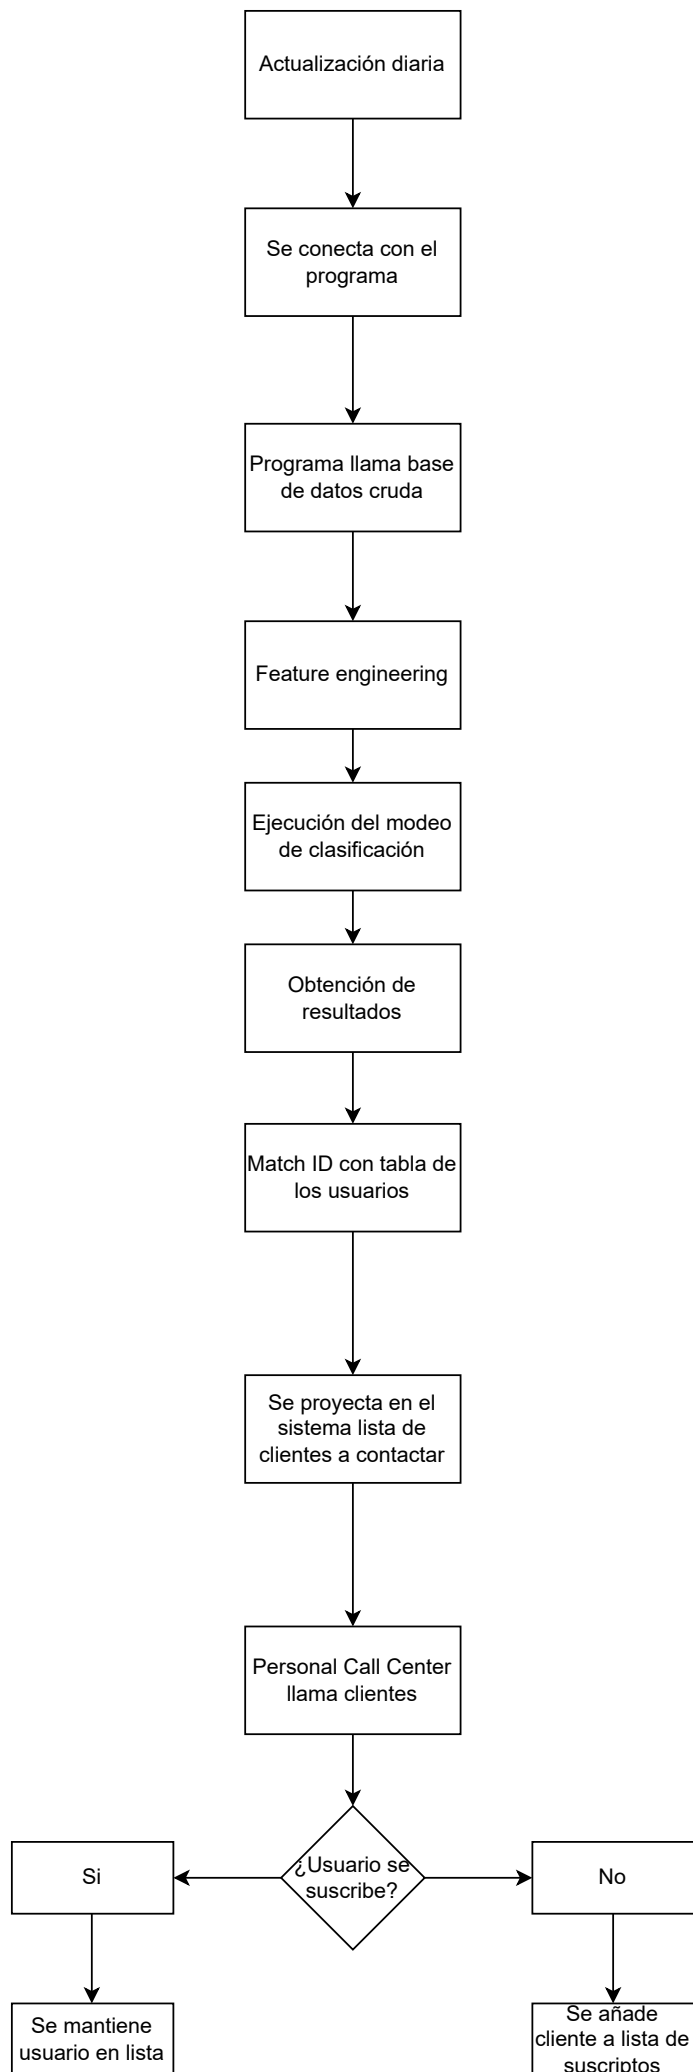 Actualización diaria
Se conecta con el
programa
Programa llama base
de datos cruda
Feature engineering
Ejecución del modeo
de clasificación
Obtención de
resultados
Match ID con tabla de
los usuarios
Se proyecta en el
sistema lista de
clientes a contactar
Personal Call Center
llama clientes
¿Usuario se
suscribe?
Si
No
Se mantiene
usuario en lista
Se añade
cliente a lista de
suscriptos